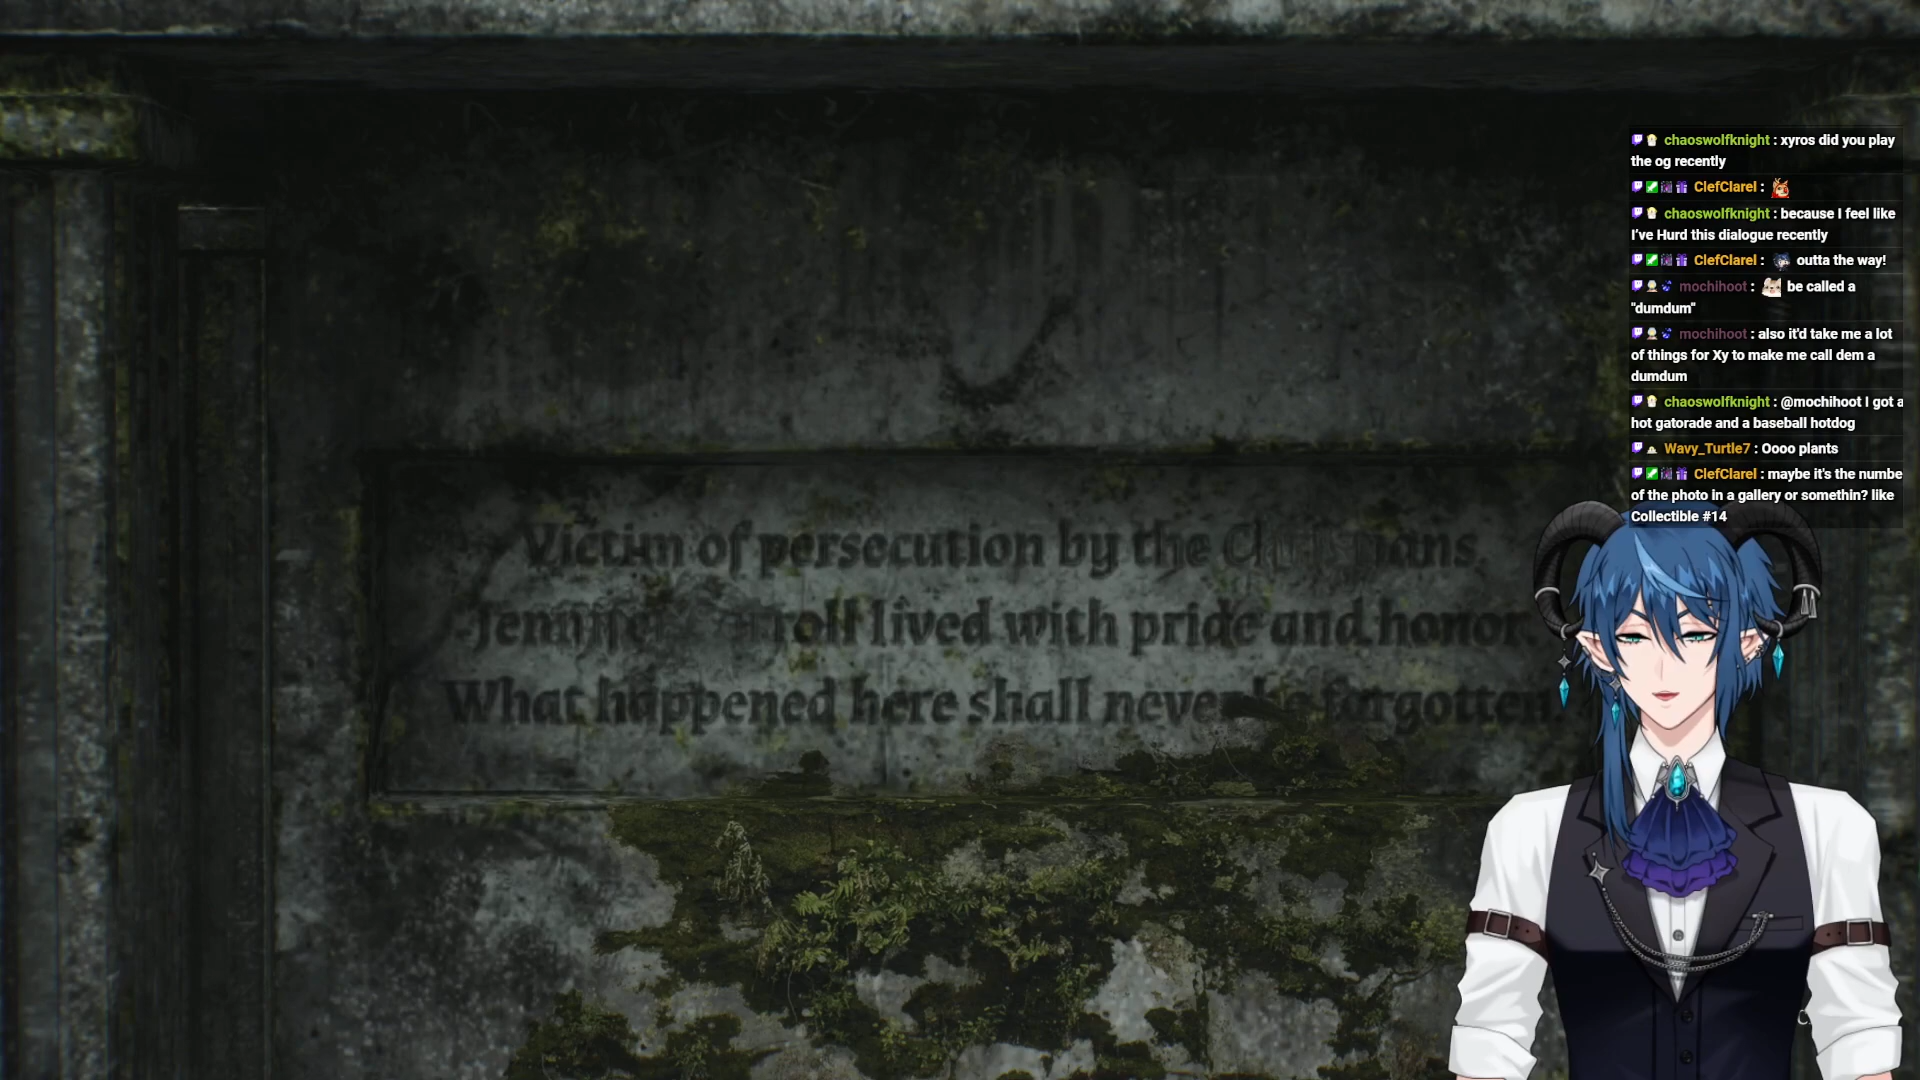 chaoswolfknight : xyros did you play
the og recently
ClefClarel :
chaoswolfknight : because I feel like
I've Hurd this dialogue recently
ClefClarel : outta the way!
mochihoot : be called a
"dumdum"
mochihoot : also it'd take me a lot
of things for Xy to make me call dem a
dumdum
chaoswolfknight : @mochihoot I got a
hot gatorade and a baseball hotdog
Wavy_Turtle7 : Oooo plants
ClefClarel : maybe it's the numbe
of the photo in a gallery or somethin? like
Collectible #14
Victim of persecution by the
Jennifer lived with pride and honor.
What happened here shall never be forgotten.